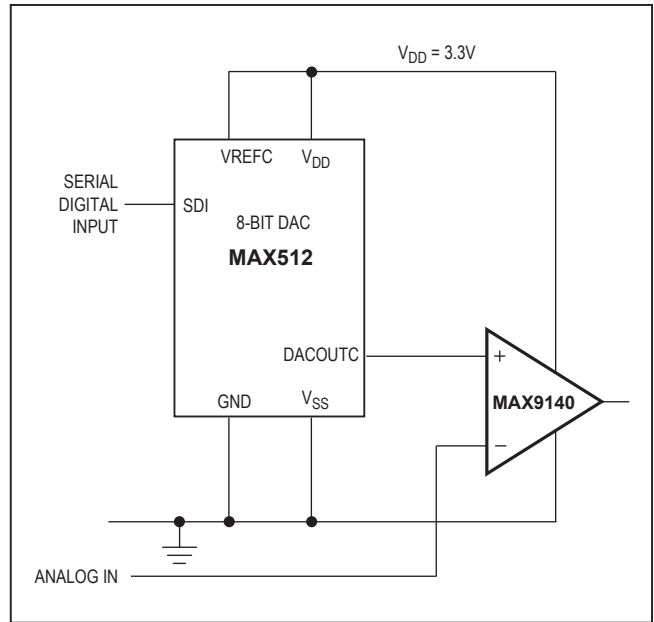 V_DD = 3.3V
VREFC V_DD
SERIAL
DIGITAL
INPUT
SDI
8-BIT DAC
MAX512
DACOUTC
+
MAX9140
−
GND V_SS
ANALOG IN